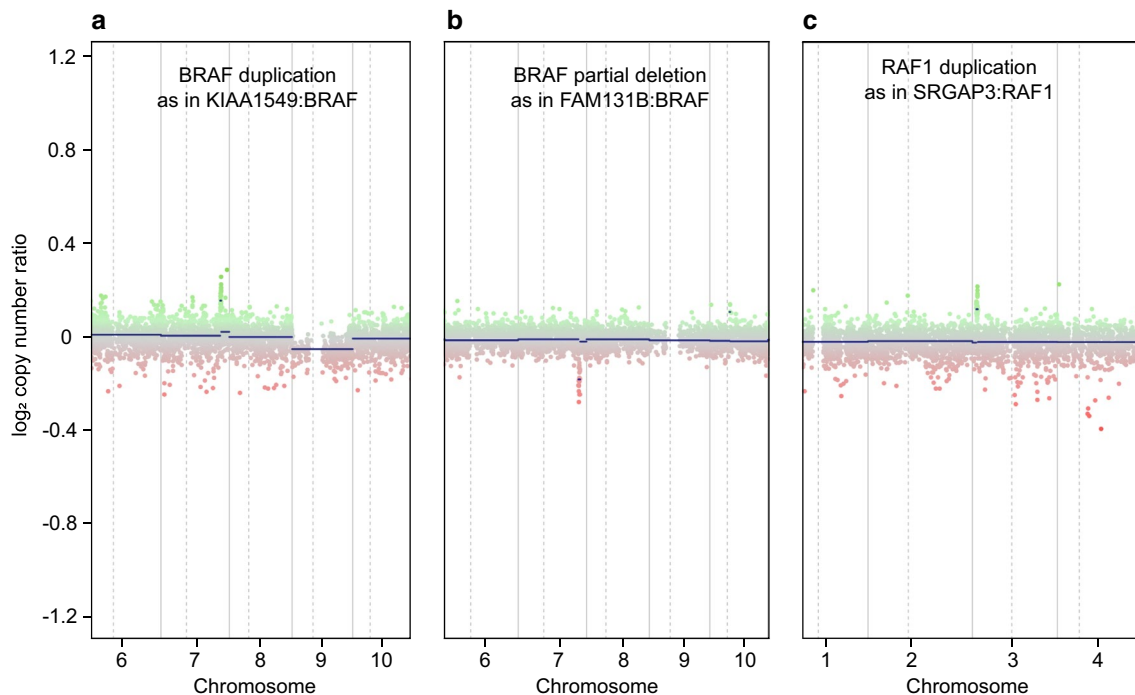 a
BRAF duplication
as in KIAA1549:BRAF
b
BRAF partial deletion
as in FAM131B:BRAF
c
RAF1 duplication
as in SRGAP3:RAF1
log₂ copy number ratio
1.2
0.8
0.4
0
-0.4
-0.8
-1.2
6 7 8 9 10
Chromosome
6 7 8 9 10
Chromosome
1 2 3 4
Chromosome